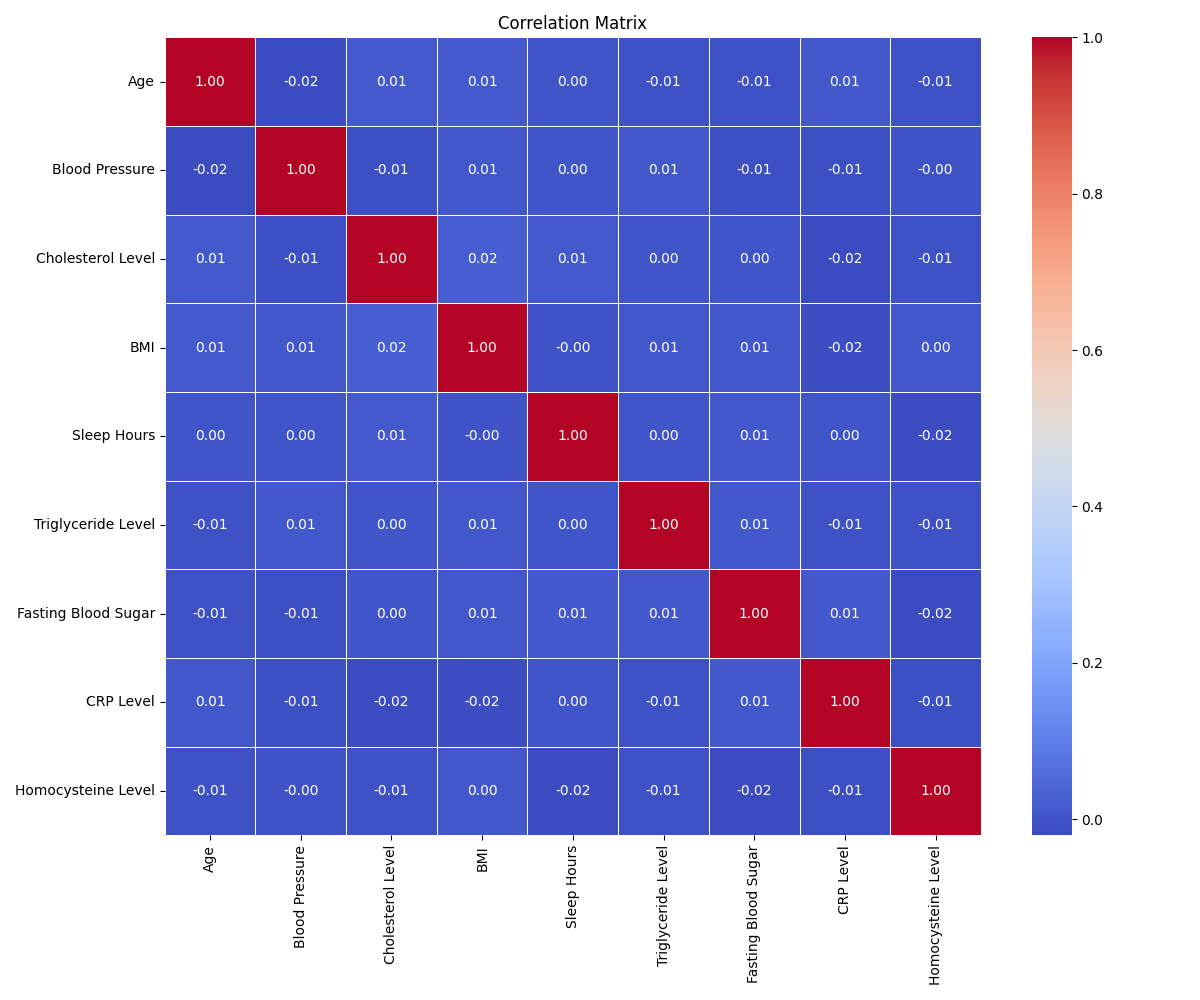 Correlation Matrix
Age 1.00 -0.02 0.01 0.01 0.00 -0.01 -0.01 0.01 -0.01
Blood Pressure -0.02 1.00 -0.01 0.01 0.00 0.01 -0.01 -0.01 -0.00
Cholesterol Level 0.01 -0.01 1.00 0.02 0.01 0.00 0.00 -0.02 -0.01
BMI 0.01 0.01 0.02 1.00 -0.00 0.01 0.01 -0.02 0.00
Sleep Hours 0.00 0.00 0.01 -0.00 1.00 0.00 0.01 0.00 -0.02
Triglyceride Level -0.01 0.01 0.00 0.01 0.00 1.00 0.01 -0.01 -0.01
Fasting Blood Sugar -0.01 -0.01 0.00 0.01 0.01 0.01 1.00 0.01 -0.02
CRP Level 0.01 -0.01 -0.02 -0.02 0.00 -0.01 0.01 1.00 -0.01
Homocysteine Level -0.01 -0.00 -0.01 0.00 -0.02 -0.01 -0.02 -0.01 1.00
Age
Blood Pressure
Cholesterol Level
BMI
Sleep Hours
Triglyceride Level
Fasting Blood Sugar
CRP Level
Homocysteine Level
1.0
0.8
0.6
0.4
0.2
0.0